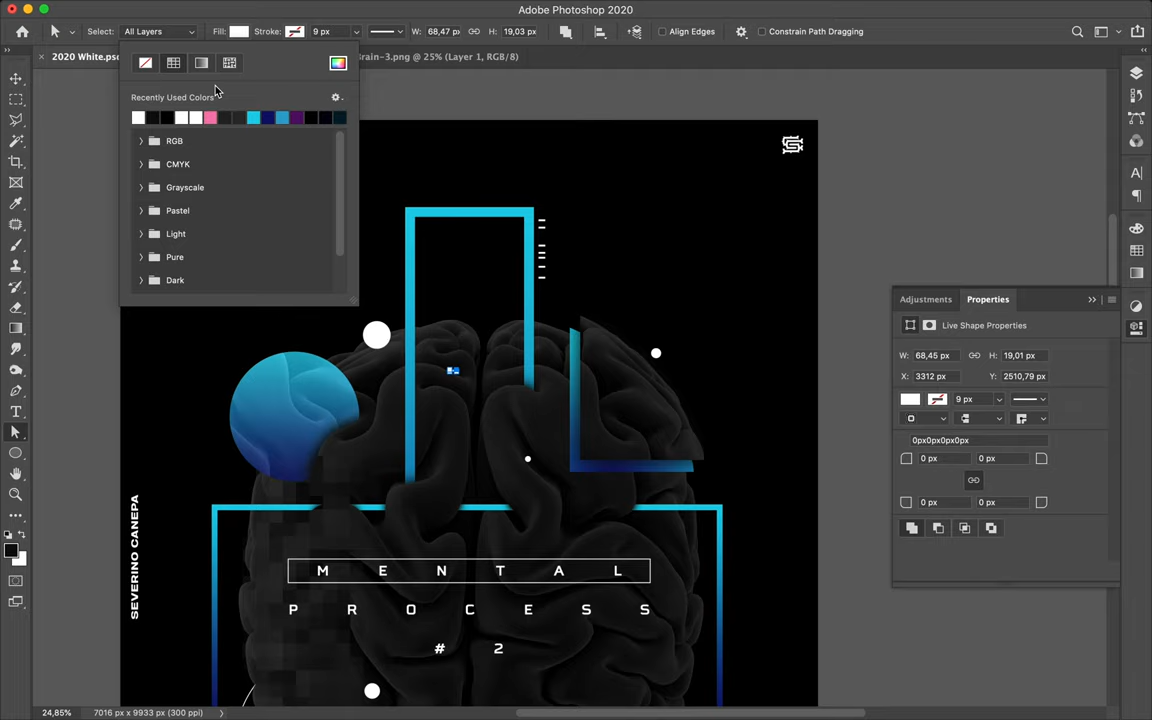 Adobe Photoshop 2020
Select: All Layers Fill: Stroke: 9 px W: 68,47 p› H: 19,03 px Align Edges Constrain Path Dragging
× 2020 White.psd
Brain-3.png @ 25% (Layer 1, RGB/8)
Recently Used Colors
RGB
CMYK
Grayscale
Pastel
Light
Pure
Dark
SEVERINO CANEPA
M E N T A L
P R O C E S S
# 2
Adjustments Properties
Live Shape Properties
W: 68,45 px H: 19,01 px
X: 3312 px Y: 2510,79 px
9 px
0px0px0px0px
0 px 0 px
0 px 0 px
24,85% 7016 px x 9933 px (300 ppi)